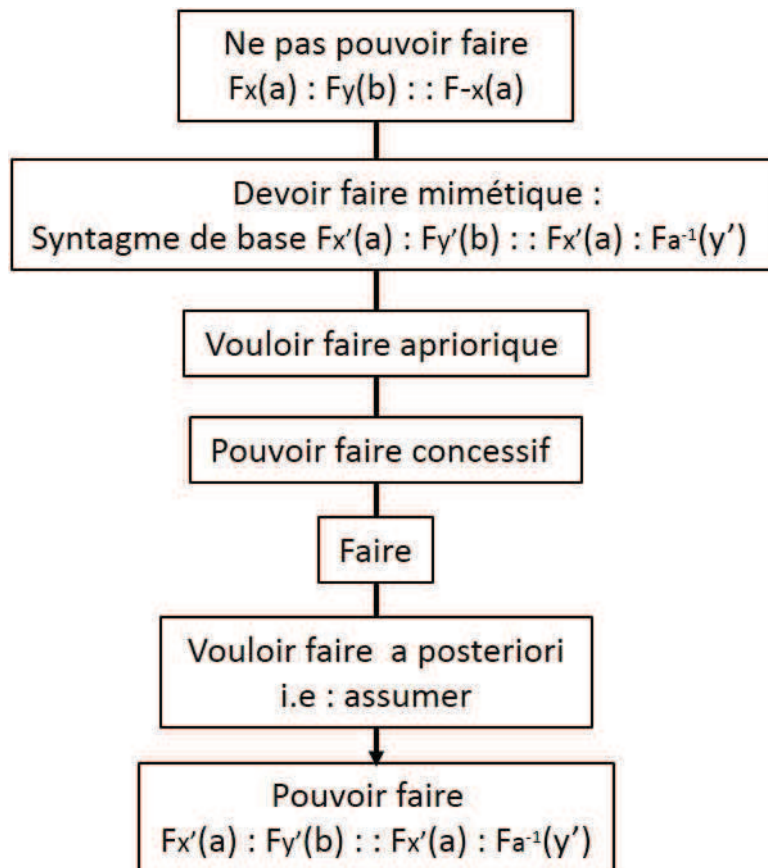 Ne pas pouvoir faire
Fx(a) : Fy(b) : : F-x(a)
Devoir faire mimétique :
Syntagme de base Fx’(a) : Fy’(b) : : Fx’(a) : Fa⁻¹(y’)
Vouloir faire apriorique
Pouvoir faire concessif
Faire
Vouloir faire a posteriori
i.e : assumer
Pouvoir faire
Fx’(a) : Fy’(b) : : Fx’(a) : Fa⁻¹(y’)